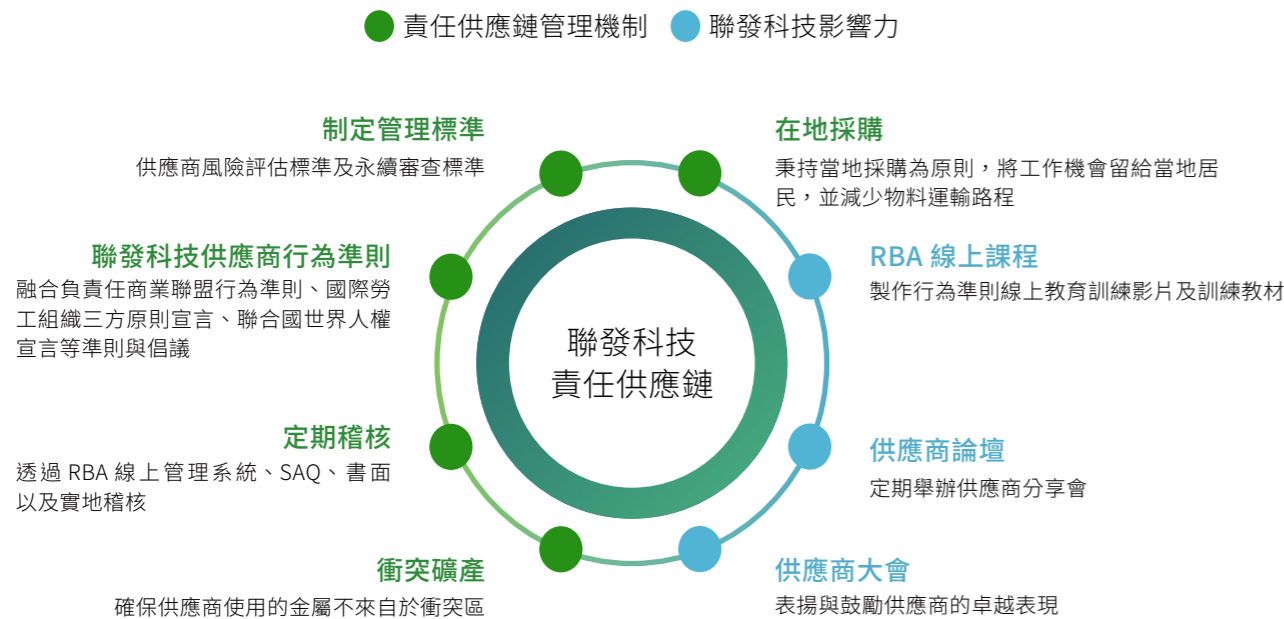 責任供應鏈管理機制
聯發科技影響力
制定管理標準
供應商風險評估標準及永續審查標準
聯發科技供應商行為準則
融合負責任商業聯盟行為準則、國際勞
工組織三方原則宣言、聯合國世界人權
宣言等準則與倡議
定期稽核
透過 RBA 線上管理系統、SAQ、書面
以及實地稽核
衝突礦產
確保供應商使用的金屬不來自於衝突區
聯發科技
責任供應鏈
在地採購
秉持當地採購為原則，將工作機會留給當地居
民，並減少物料運輸路程
RBA 線上課程
製作行為準則線上教育訓練影片及訓練教材
供應商論壇
定期舉辦供應商分享會
供應商大會
表揚與鼓勵供應商的卓越表現